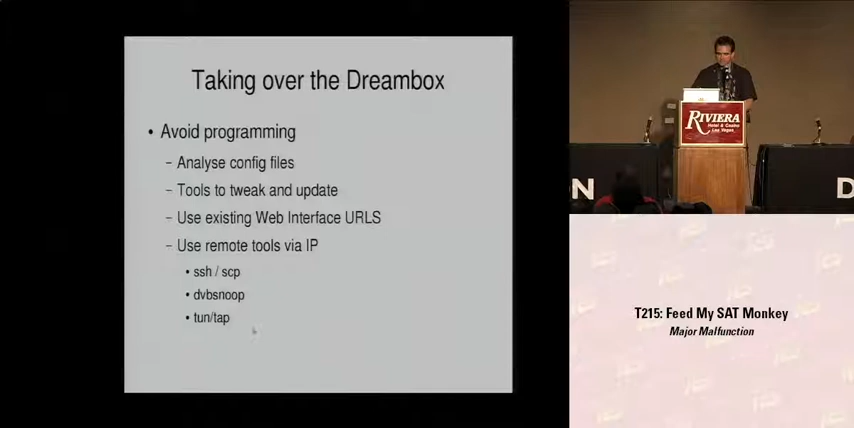 Taking over the Dreambox
• Avoid programming
– Analyse config files
– Tools to tweak and update
– Use existing Web Interface URLS
– Use remote tools via IP
• ssh / scp
• dvbsnoop
• tun/tap
RIVIERA
Hotel & Casino
Las Vegas
N
D
T215: Feed My SAT Monkey
Major Malfunction